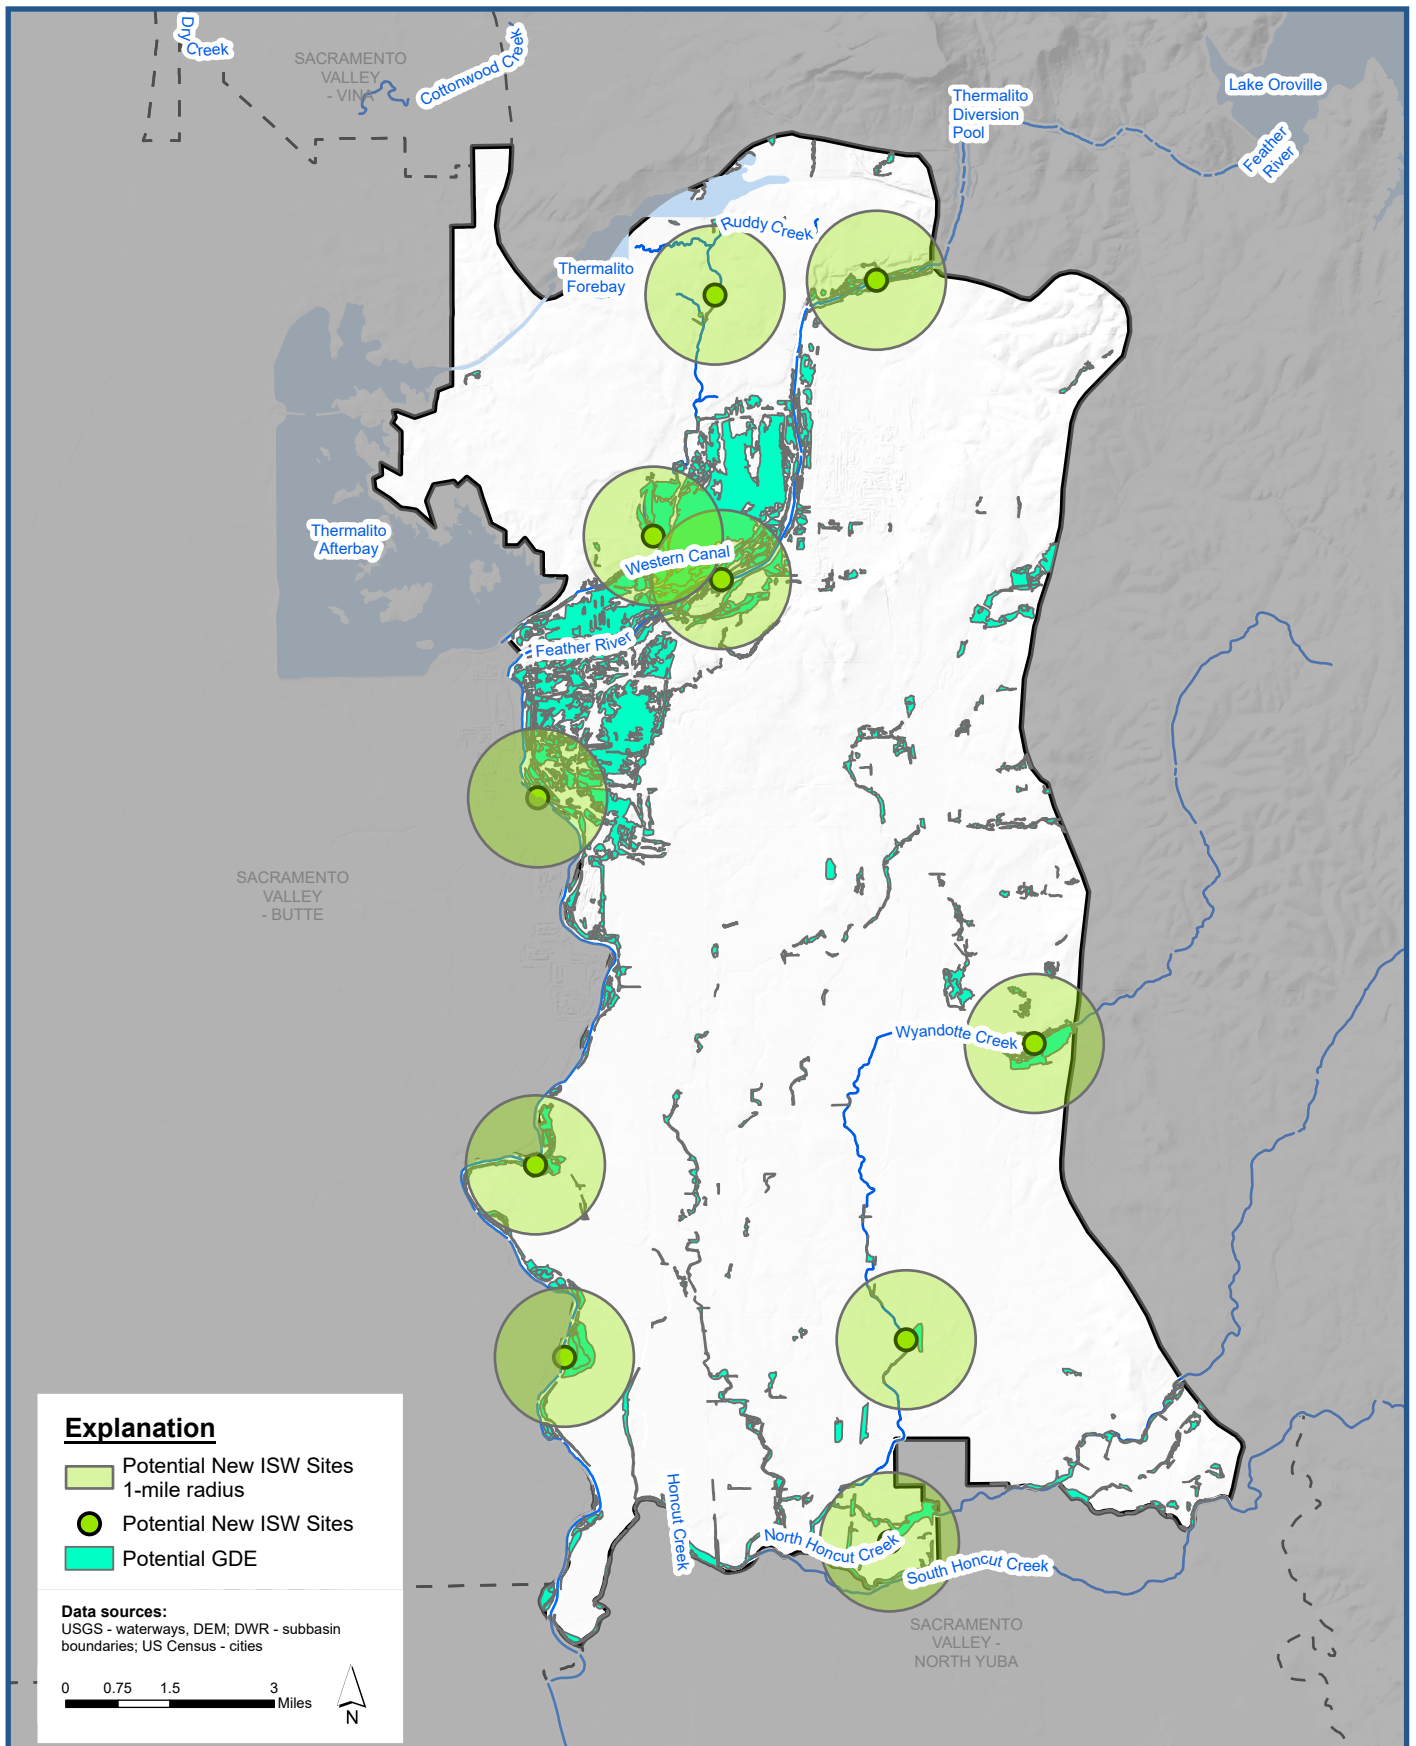 Dry
Creek
SACRAMENTO
VALLEY
- VINA
Cottonwood Creek
Thermalito
Diversion
Pool
Lake Oroville
Feather
River
Ruddy Creek
Thermalito
Forebay
Thermalito
Afterbay
Western Canal
Feather River
SACRAMENTO
VALLEY
- BUTTE
Wyandotte Creek
Honcut Creek
North Honcut Creek
South Honcut Creek
SACRAMENTO
VALLEY -
NORTH YUBA
Explanation
Potential New ISW Sites
1-mile radius
Potential New ISW Sites
Potential GDE
Data sources:
USGS - waterways, DEM; DWR - subbasin
boundaries; US Census - cities
0 0.75 1.5 3
Miles
N